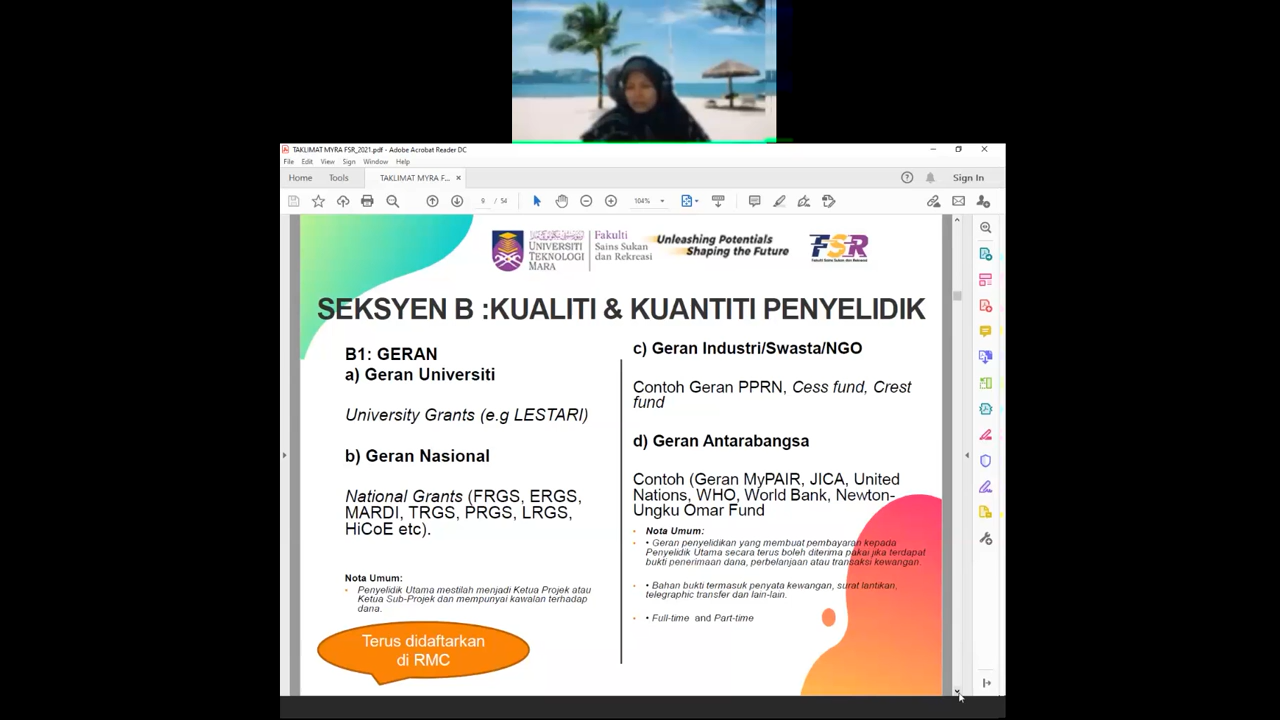 TAKLIMAT MYRA FSR_2021.pdf - Adobe Acrobat Reader DC
File Edit View Sign Window Help
Home Tools TAKLIMAT MYRA F... × Sign In
9 / 54 104%
UNIVERSITI
TEKNOLOGI
MARA
Fakulti
Sains Sukan
dan Rekreasi
Unleashing Potentials
Shaping the Future
FSR
Fakulti Sains Sukan dan Rekreasi
SEKSYEN B :KUALITI & KUANTITI PENYELIDIK
B1: GERAN
a) Geran Universiti
University Grants (e.g LESTARI)
b) Geran Nasional
National Grants (FRGS, ERGS,
MARDI, TRGS, PRGS, LRGS,
HiCoE etc).
Nota Umum:
• Penyelidik Utama mestilah menjadi Ketua Projek atau
Ketua Sub-Projek dan mempunyai kawalan terhadap
dana.
Terus didaftarkan
di RMC
c) Geran Industri/Swasta/NGO
Contoh Geran PPRN, Cess fund, Crest
fund
d) Geran Antarabangsa
Contoh (Geran MyPAIR, JICA, United
Nations, WHO, World Bank, Newton-
Ungku Omar Fund
• Nota Umum:
• • Geran penyelidikan yang membuat pembayaran kepada
Penyelidik Utama secara terus boleh diterima pakai jika terdapat
bukti penerimaan dana, perbelanjaan atau transaksi kewangan.
• • Bahan bukti termasuk penyata kewangan, surat lantikan,
telegraphic transfer dan lain-lain.
• • Full-time and Part-time